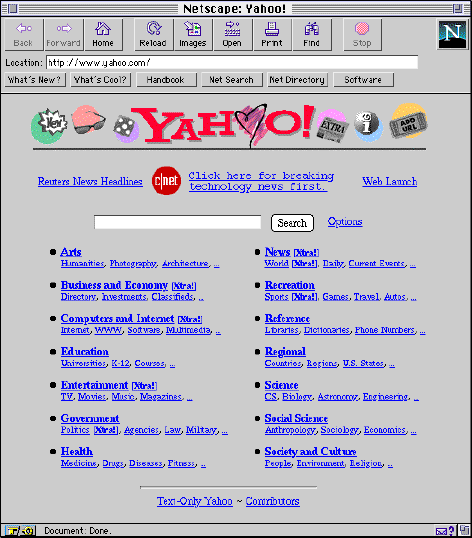 Netscape: Yahoo!
Back Forward Home Reload Images Open Print Find Stop
N
Location: http://www.yahoo.com/
What's New? What's Cool? Handbook Net Search Net Directory Software
New YAHOO! EXTRA i ADD URL
Reuters News Headlines c|net Click here for breaking technology news first. Web Launch
Search Options
Arts
Humanities, Photography, Architecture, ...
Business and Economy [Xtra!]
Directory, Investments, Classifieds, ...
Computers and Internet [Xtra!]
Internet, WWW, Software, Multimedia, ...
Education
Universities, K-12, Courses, ...
Entertainment [Xtra!]
TV, Movies, Music, Magazines, ...
Government
Politics [Xtra!], Agencies, Law, Military, ...
Health
Medicine, Drugs, Diseases, Fitness, ...
News [Xtra!]
World [Xtra!], Daily, Current Events, ...
Recreation
Sports [Xtra!], Games, Travel, Autos, ...
Reference
Libraries, Dictionaries, Phone Numbers, ...
Regional
Countries, Regions, U.S. States, ...
Science
CS, Biology, Astronomy, Engineering, ...
Social Science
Anthropology, Sociology, Economics, ...
Society and Culture
People, Environment, Religion, ...
Text-Only Yahoo ~ Contributors
Document: Done.
?